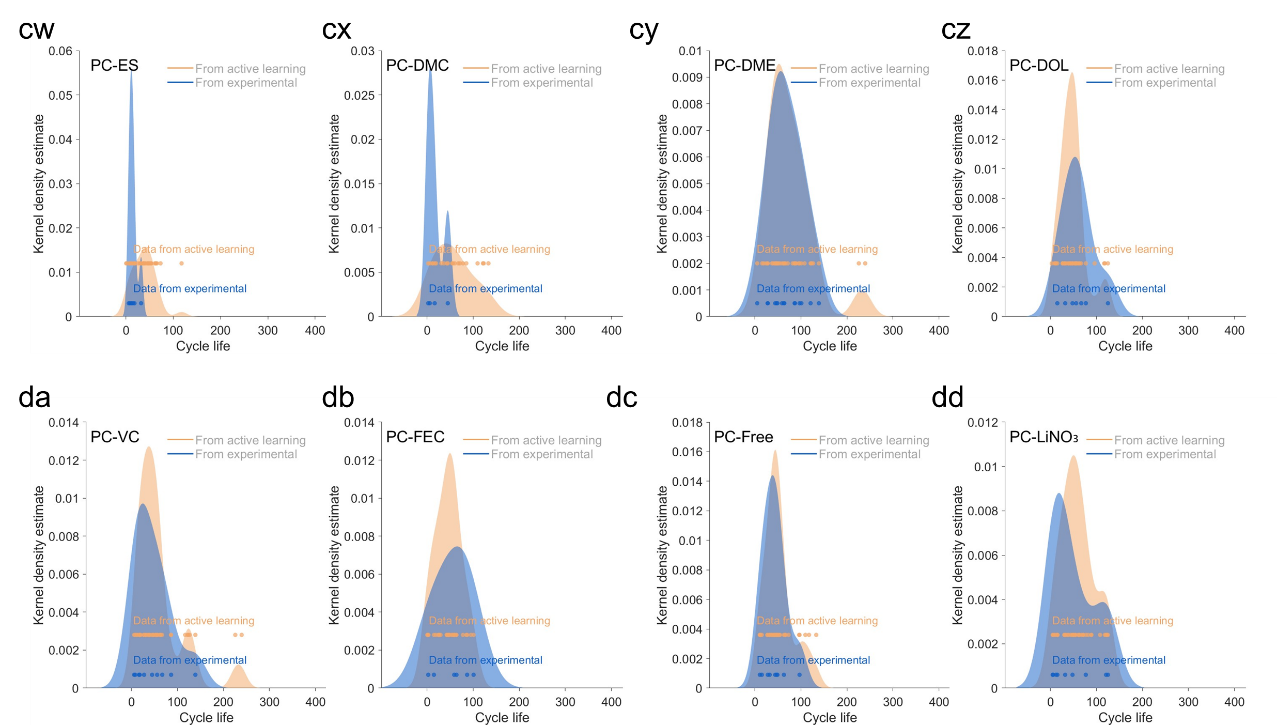 cw
PC-ES
From active learning
From experimental
Data from active learning
Data from experimental
Kernel density estimate
0.06
0.05
0.04
0.03
0.02
0.01
0
0 100 200 300 400
Cycle life
cx
PC-DMC
From active learning
From experimental
Data from active learning
Data from experimental
Kernel density estimate
0.03
0.025
0.02
0.015
0.01
0.005
0
0 100 200 300 400
Cycle life
cy
PC-DME
From active learning
From experimental
Data from active learning
Data from experimental
Kernel density estimate
0.01
0.009
0.008
0.007
0.006
0.005
0.004
0.003
0.002
0.001
0
0 100 200 300 400
Cycle life
cz
PC-DOL
From active learning
From experimental
Data from active learning
Data from experimental
Kernel density estimate
0.018
0.016
0.014
0.012
0.01
0.008
0.006
0.004
0.002
0
0 100 200 300 400
Cycle life
da
PC-VC
From active learning
From experimental
Data from active learning
Data from experimental
Kernel density estimate
0.014
0.012
0.01
0.008
0.006
0.004
0.002
0
0 100 200 300 400
Cycle life
db
PC-FEC
From active learning
From experimental
Data from active learning
Data from experimental
Kernel density estimate
0.014
0.012
0.01
0.008
0.006
0.004
0.002
0
0 100 200 300 400
Cycle life
dc
PC-Free
From active learning
From experimental
Data from active learning
Data from experimental
Kernel density estimate
0.018
0.016
0.014
0.012
0.01
0.008
0.006
0.004
0.002
0
0 100 200 300 400
Cycle life
dd
PC-LiNO₃
From active learning
From experimental
Data from active learning
Data from experimental
Kernel density estimate
0.012
0.01
0.008
0.006
0.004
0.002
0
0 100 200 300 400
Cycle life